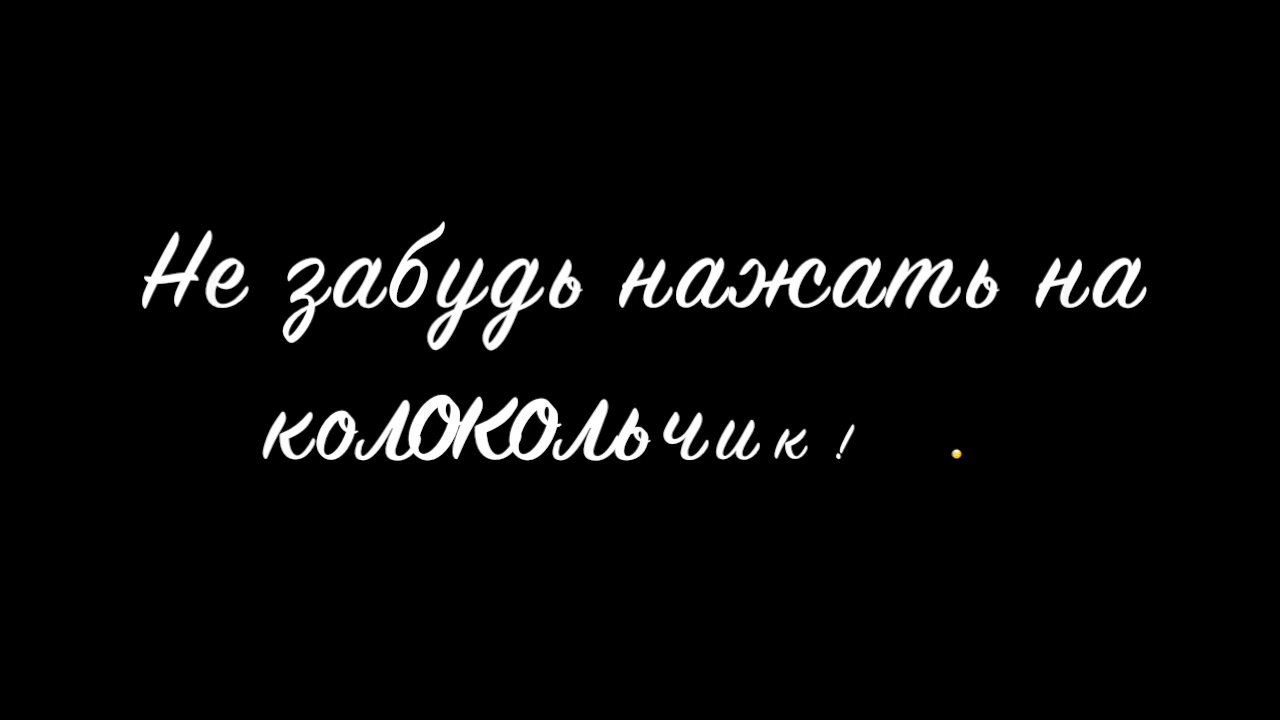 Не забудь нажать на
колокольчик!